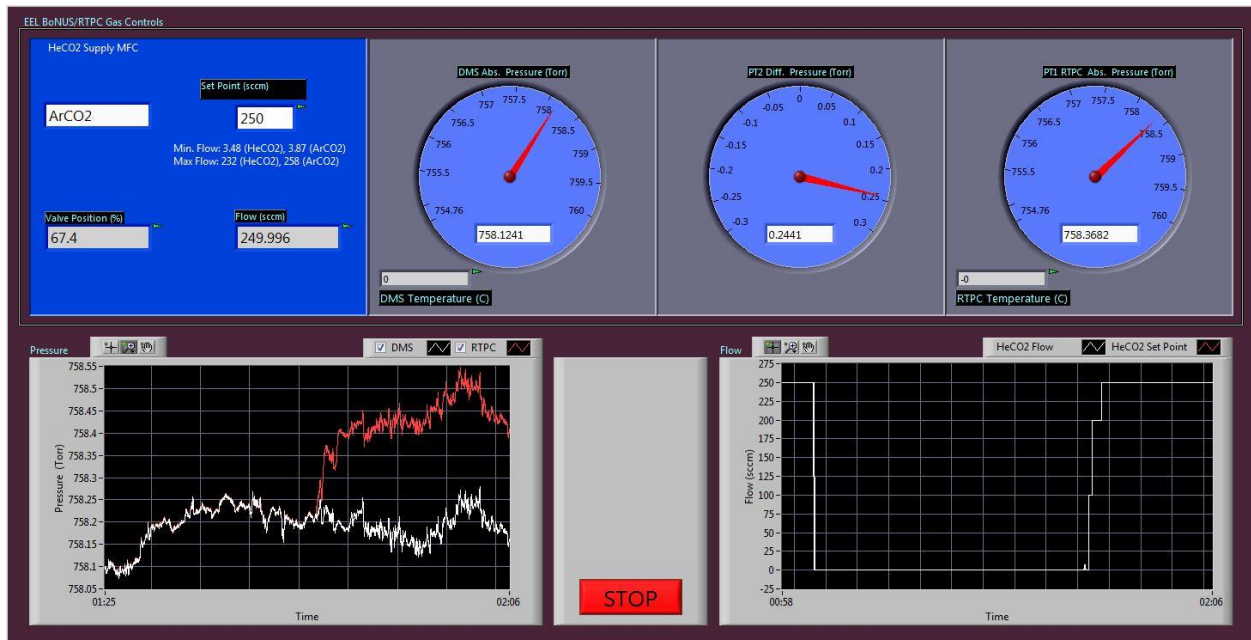 EEL BoNUS/RTPC Gas Controls
HeCO2 Supply MFC
ArCO2
Set Point (sccm)
250
Min. Flow: 3.48 (HeCO2), 3.87 (ArCO2)
Max Flow: 232 (HeCO2), 258 (ArCO2)
Valve Position (%)
67.4
Flow (sccm)
249.996
DMS Abs. Pressure (Torr)
754.76
755.5
756
756.5
757
757.5
758
758.5
759
759.5
760
758.1241
0
DMS Temperature (C)
PT2 Diff. Pressure (Torr)
-0.3
-0.25
-0.2
-0.15
-0.1
-0.05
0
0.05
0.1
0.15
0.2
0.25
0.3
0.2441
PT1 RTPC Abs. Pressure (Torr)
754.76
755.5
756
756.5
757
757.5
758
758.5
759
759.5
760
758.3682
-0
RTPC Temperature (C)
Pressure
DMS
RTPC
758.55
758.5
758.45
758.4
758.35
758.3
758.25
758.2
758.15
758.1
758.05
Pressure (Torr)
01:25
02:06
Time
STOP
Flow
HeCO2 Flow
HeCO2 Set Point
275
250
225
200
175
150
125
100
75
50
25
0
-25
Flow (sccm)
00:58
02:06
Time